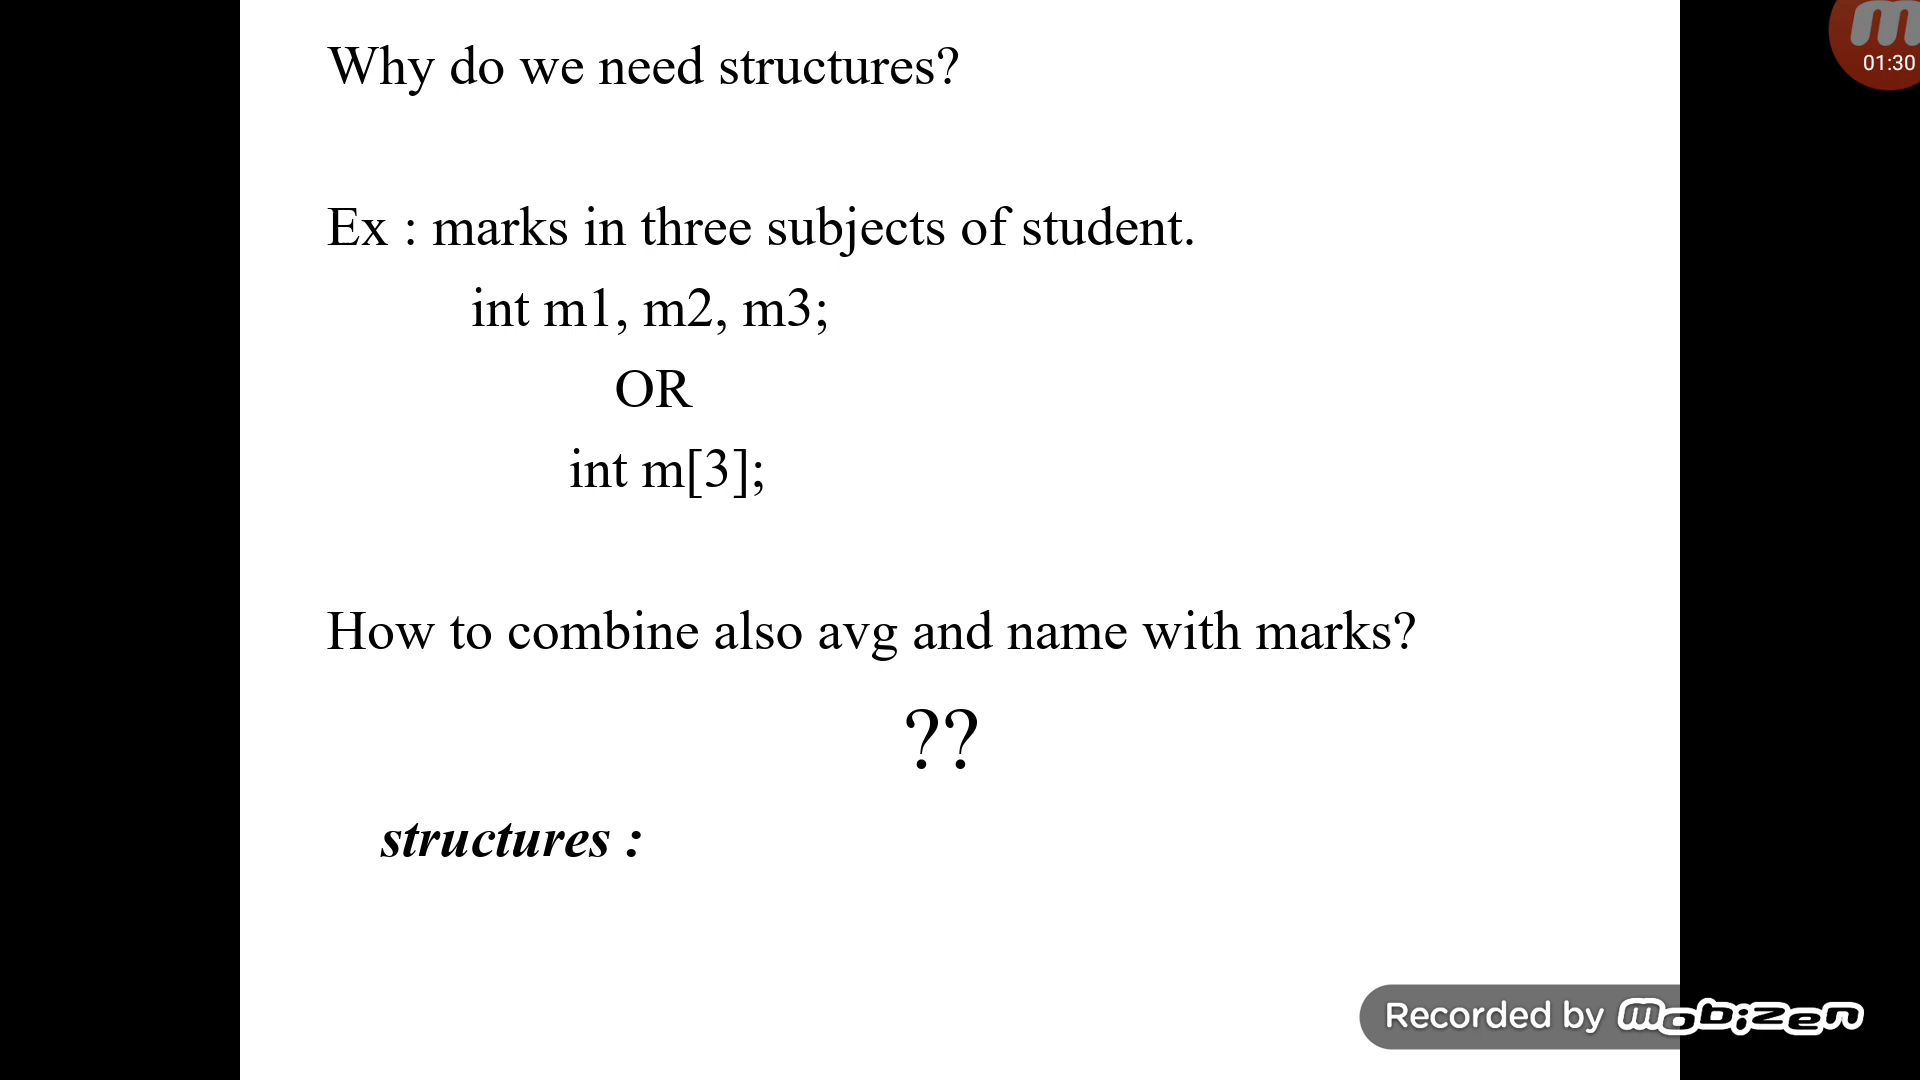 Why do we need structures?
Ex : marks in three subjects of student.
int m1, m2, m3;
OR
int m[3];
How to combine also avg and name with marks?
??
structures :
01:30
Recorded by mobizen